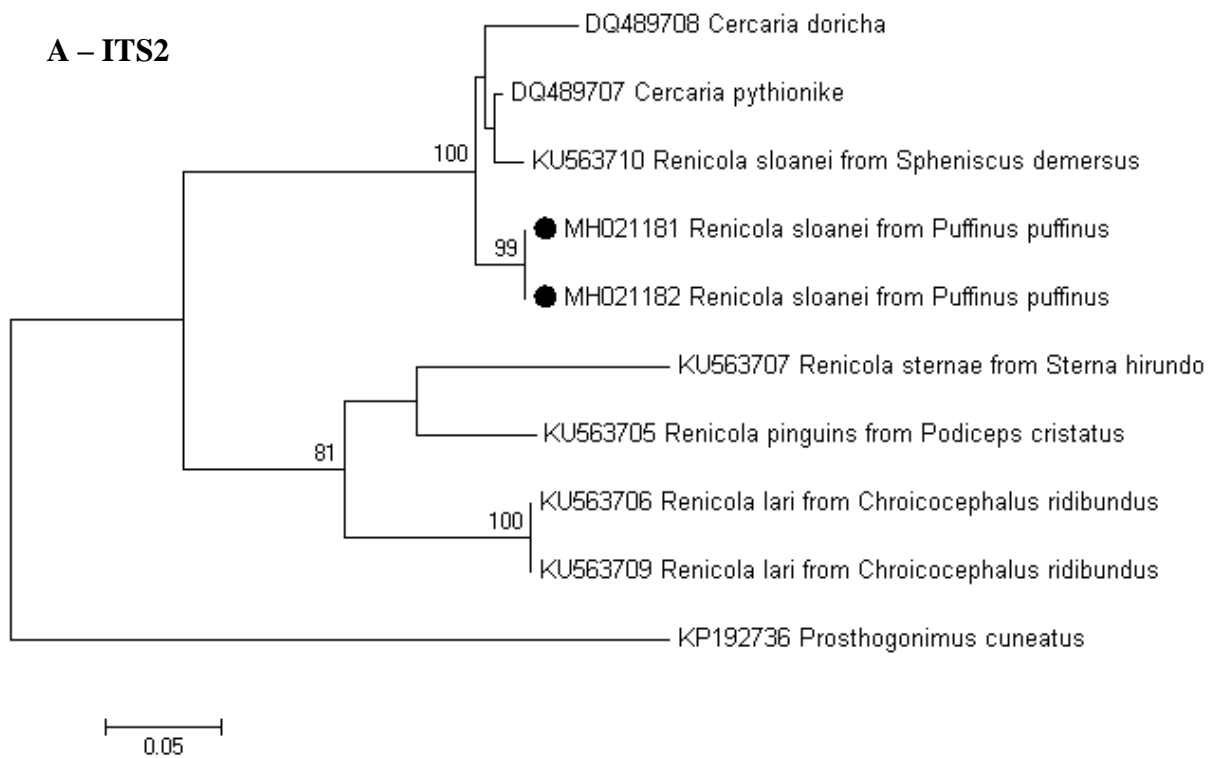 A – ITS2
DQ489708 Cercaria doricha
DQ489707 Cercaria pythionike
100
KU563710 Renicola sloanei from Spheniscus demersus
MH021181 Renicola sloanei from Puffinus puffinus
99
MH021182 Renicola sloanei from Puffinus puffinus
KU563707 Renicola sternae from Sterna hirundo
KU563705 Renicola pinguins from Podiceps cristatus
81
KU563706 Renicola lari from Chroicocephalus ridibundus
100
KU563709 Renicola lari from Chroicocephalus ridibundus
KP192736 Prosthogonimus cuneatus
0.05